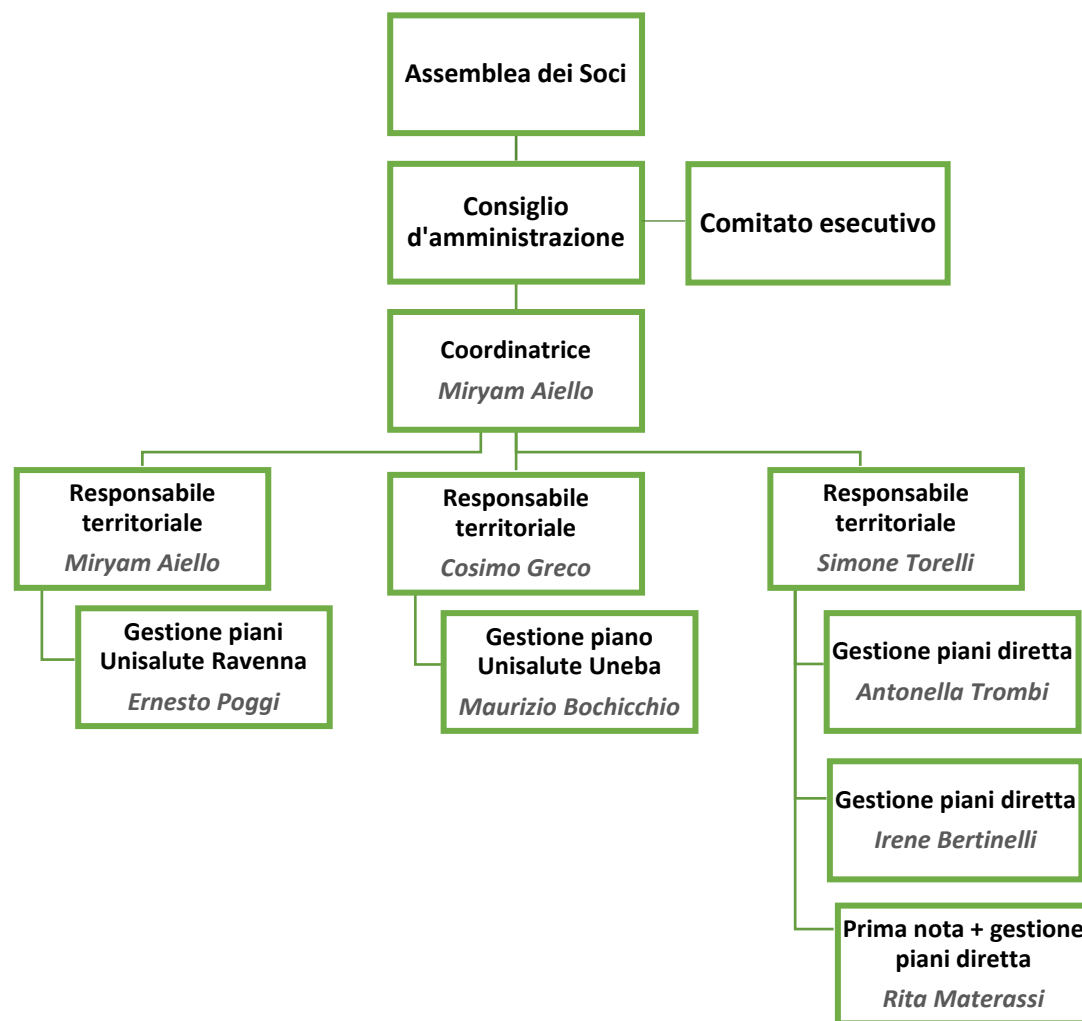 Assemblea dei Soci
Consiglio
d'amministrazione
Comitato esecutivo
Coordinatrice
Miryam Aiello
Responsabile
territoriale
Miryam Aiello
Gestione piani
Unisalute Ravenna
Ernesto Poggi
Responsabile
territoriale
Cosimo Greco
Gestione piano
Unisalute Uneba
Maurizio Bochicchio
Responsabile
territoriale
Simone Torelli
Gestione piani diretta
Antonella Trombi
Gestione piani diretta
Irene Bertinelli
Prima nota + gestione
piani diretta
Rita Materassi